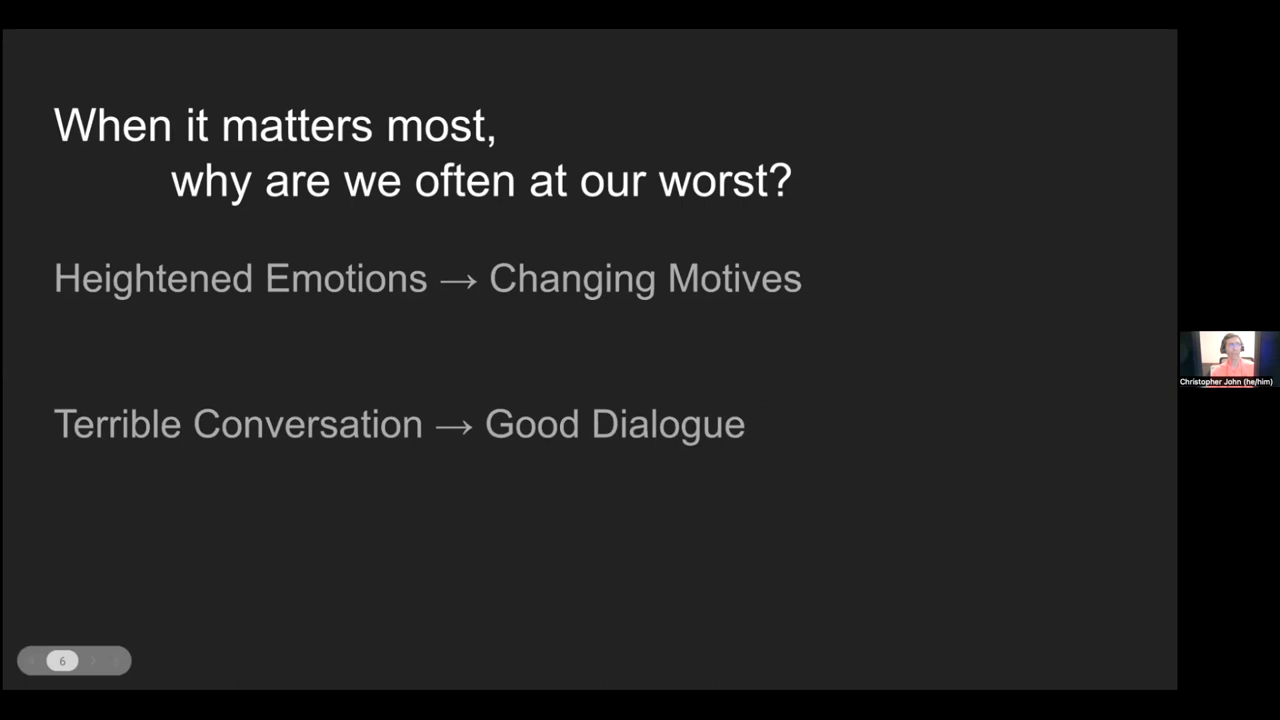 When it matters most,
why are we often at our worst?
Heightened Emotions → Changing Motives
Terrible Conversation → Good Dialogue
Christopher John (he/him)
6